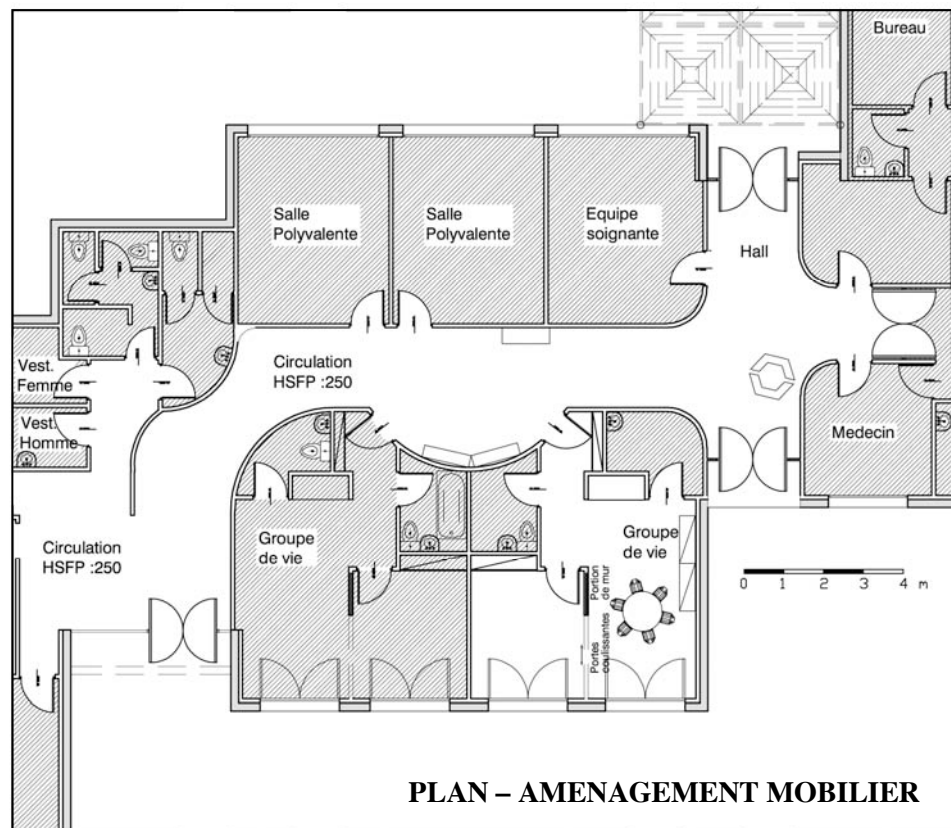 Bureau
Salle
Polyvalente
Salle
Polyvalente
Equipe
soignante
Hall
Circulation
HSFP :250
Vest.
Femme
Vest.
Homme
Medecin
Groupe
de vie
Groupe
de vie
Circulation
HSFP :250
Portion
de mur
Portes
coulissantes
0 1 2 3 4 m
PLAN – AMENAGEMENT MOBILIER